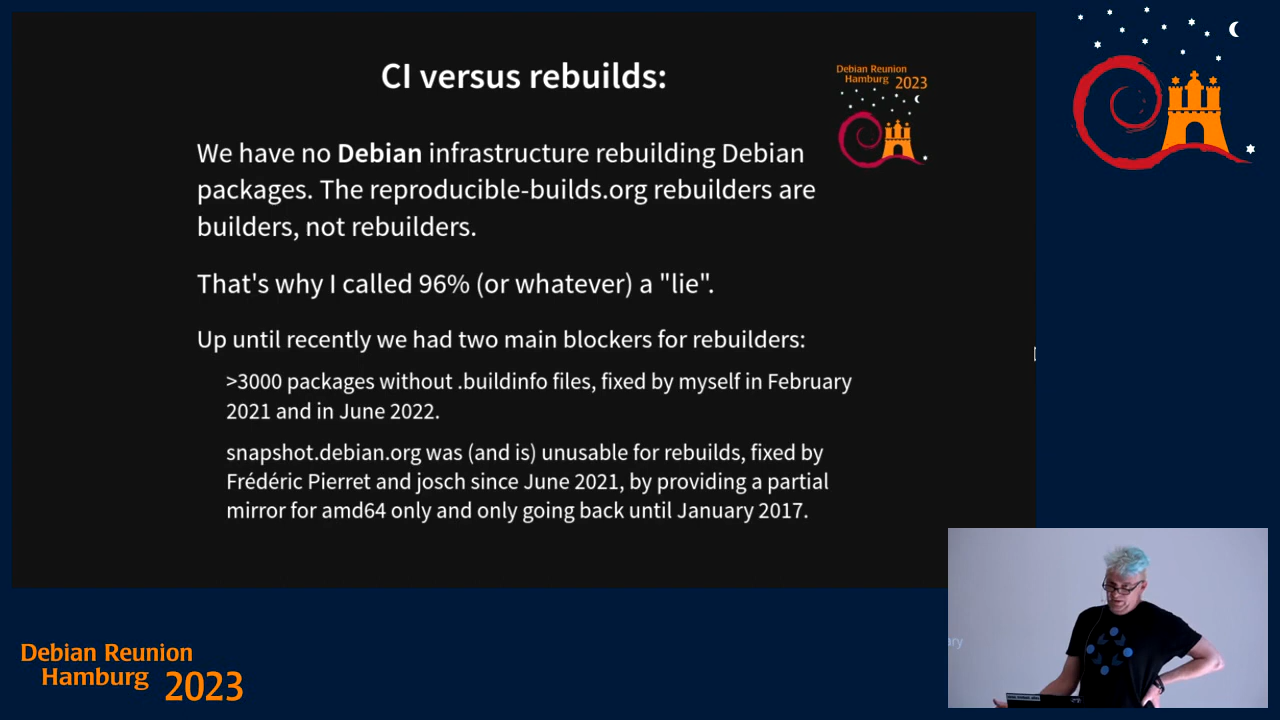 CI versus rebuilds:
Debian Reunion
Hamburg 2023
We have no Debian infrastructure rebuilding Debian
packages. The reproducible-builds.org rebuilders are
builders, not rebuilders.
That's why I called 96% (or whatever) a "lie".
Up until recently we had two main blockers for rebuilders:
>3000 packages without .buildinfo files, fixed by myself in February
2021 and in June 2022.
snapshot.debian.org was (and is) unusable for rebuilds, fixed by
Frédéric Pierret and josch since June 2021, by providing a partial
mirror for amd64 only and only going back until January 2017.
Debian Reunion
Hamburg 2023